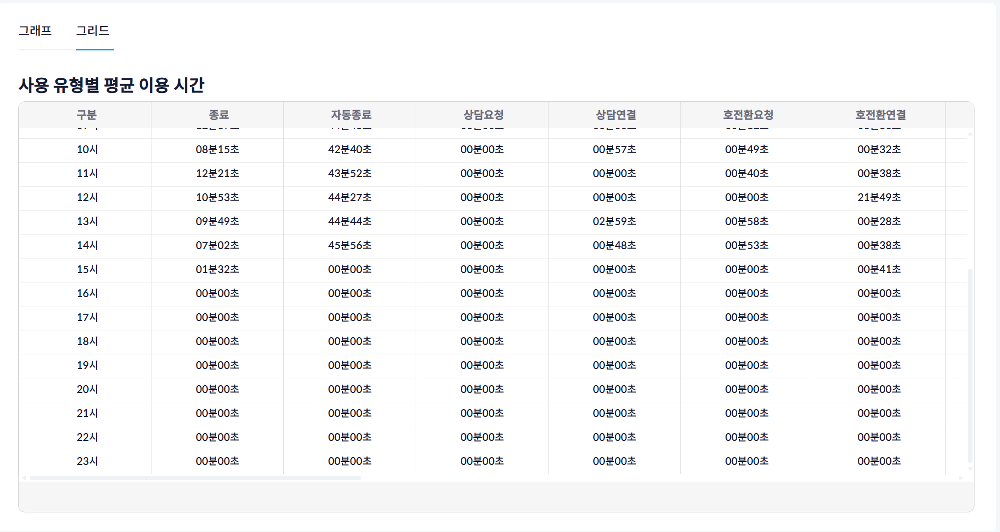 그래프 그리드
사용 유형별 평균 이용 시간
구분 종료 자동종료 상담요청 상담연결 호전환요청 호전환연결
10시 08분15초 42분40초 00분00초 00분57초 00분49초 00분32초
11시 12분21초 43분52초 00분00초 00분00초 00분40초 00분38초
12시 10분53초 44분27초 00분00초 00분00초 00분00초 21분49초
13시 09분49초 44분44초 00분00초 02분59초 00분58초 00분28초
14시 07분02초 45분56초 00분00초 00분48초 00분53초 00분38초
15시 01분32초 00분00초 00분00초 00분00초 00분00초 00분41초
16시 00분00초 00분00초 00분00초 00분00초 00분00초 00분00초
17시 00분00초 00분00초 00분00초 00분00초 00분00초 00분00초
18시 00분00초 00분00초 00분00초 00분00초 00분00초 00분00초
19시 00분00초 00분00초 00분00초 00분00초 00분00초 00분00초
20시 00분00초 00분00초 00분00초 00분00초 00분00초 00분00초
21시 00분00초 00분00초 00분00초 00분00초 00분00초 00분00초
22시 00분00초 00분00초 00분00초 00분00초 00분00초 00분00초
23시 00분00초 00분00초 00분00초 00분00초 00분00초 00분00초